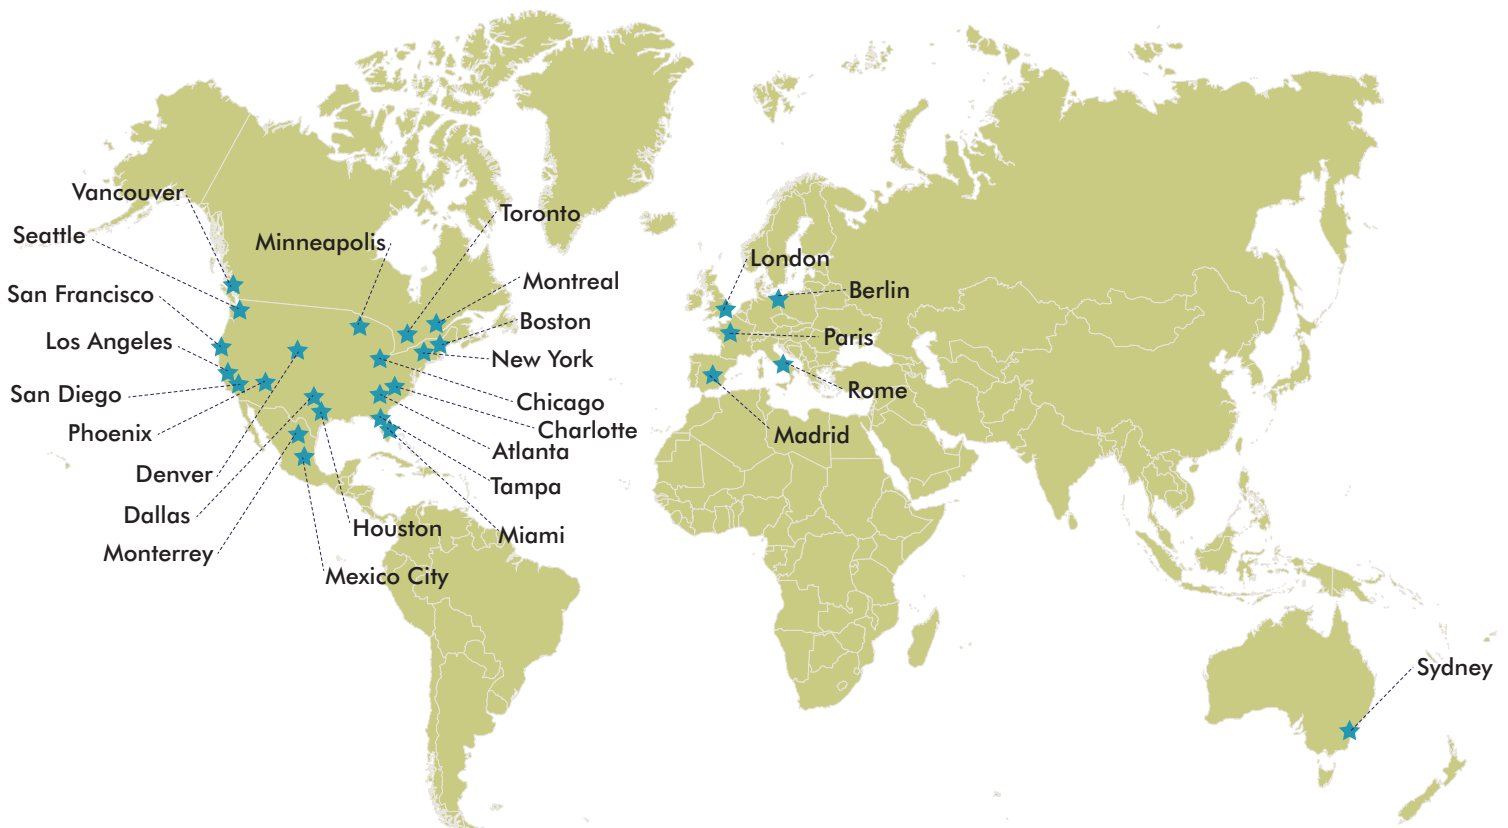 Vancouver
Toronto
Seattle
Minneapolis
London
Montreal
Berlin
San Francisco
Boston
Paris
Los Angeles
New York
Rome
San Diego
Chicago
Phoenix
Charlotte
Madrid
Atlanta
Denver
Tampa
Dallas
Houston
Miami
Monterrey
Mexico City
Sydney